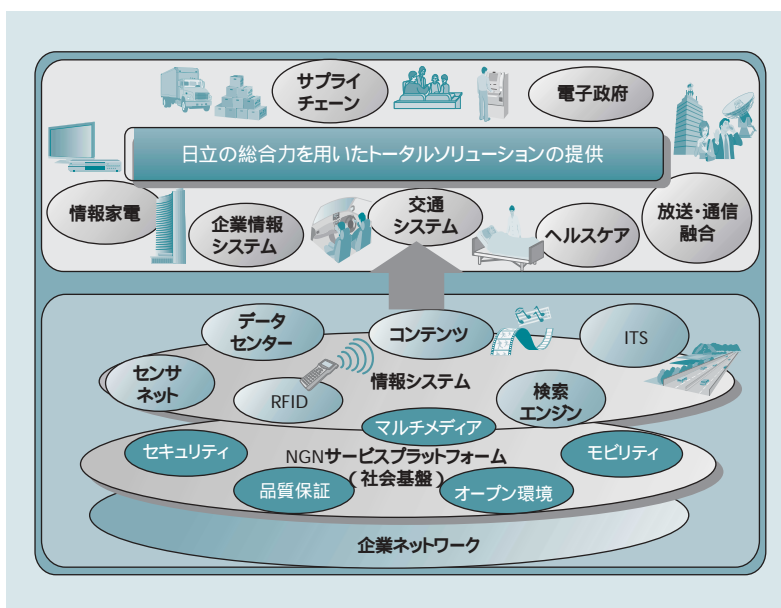 サプライ
チェーン
電子政府
日立の総合力を用いたトータルソリューションの提供
情報家電
企業情報
システム
交通
システム
ヘルスケア
放送・通信
融合
データ
センター
コンテンツ
ITS
センサ
ネット
RFID
情報システム
検索
エンジン
マルチメディア
セキュリティ
NGNサービスプラットフォーム
(社会基盤)
モビリティ
品質保証
オープン環境
企業ネットワーク